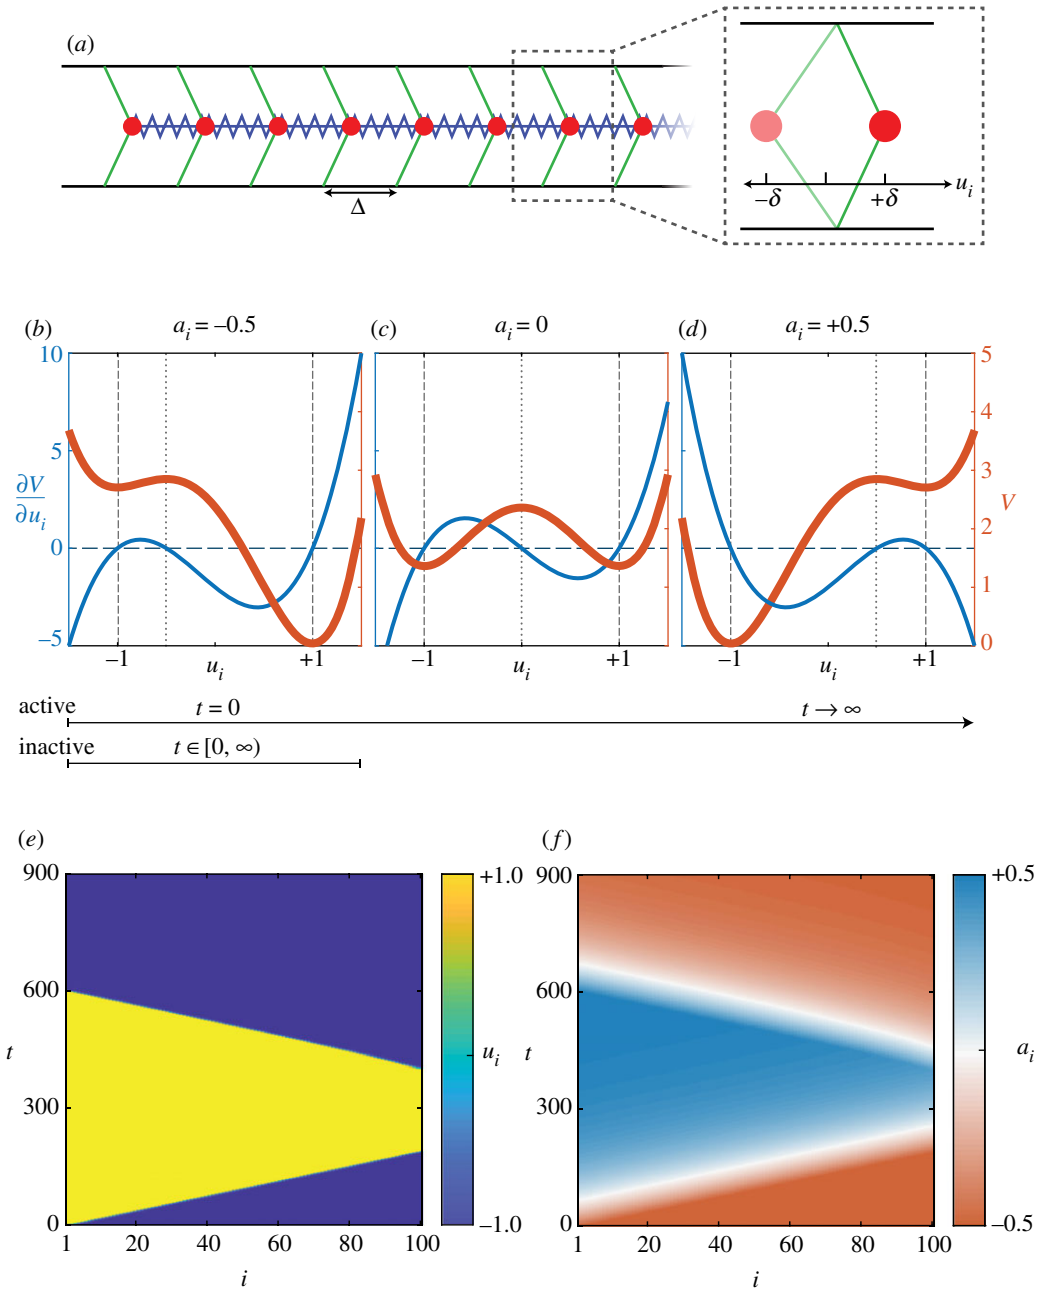 (a)
Δ
−δ
+δ
u_i
(b)
a_i = −0.5
(c)
a_i = 0
(d)
a_i = +0.5
10
5
0
−5
∂V
∂u_i
5
4
3
2
1
0
V
−1 u_i +1
−1 u_i +1
−1 u_i +1
active t = 0 t → ∞
inactive t ∈ [0, ∞)
(e)
900
600
t
300
0
1 20 40 60 80 100
i
+1.0
u_i
−1.0
(f)
900
600
t
300
0
1 20 40 60 80 100
i
+0.5
a_i
−0.5